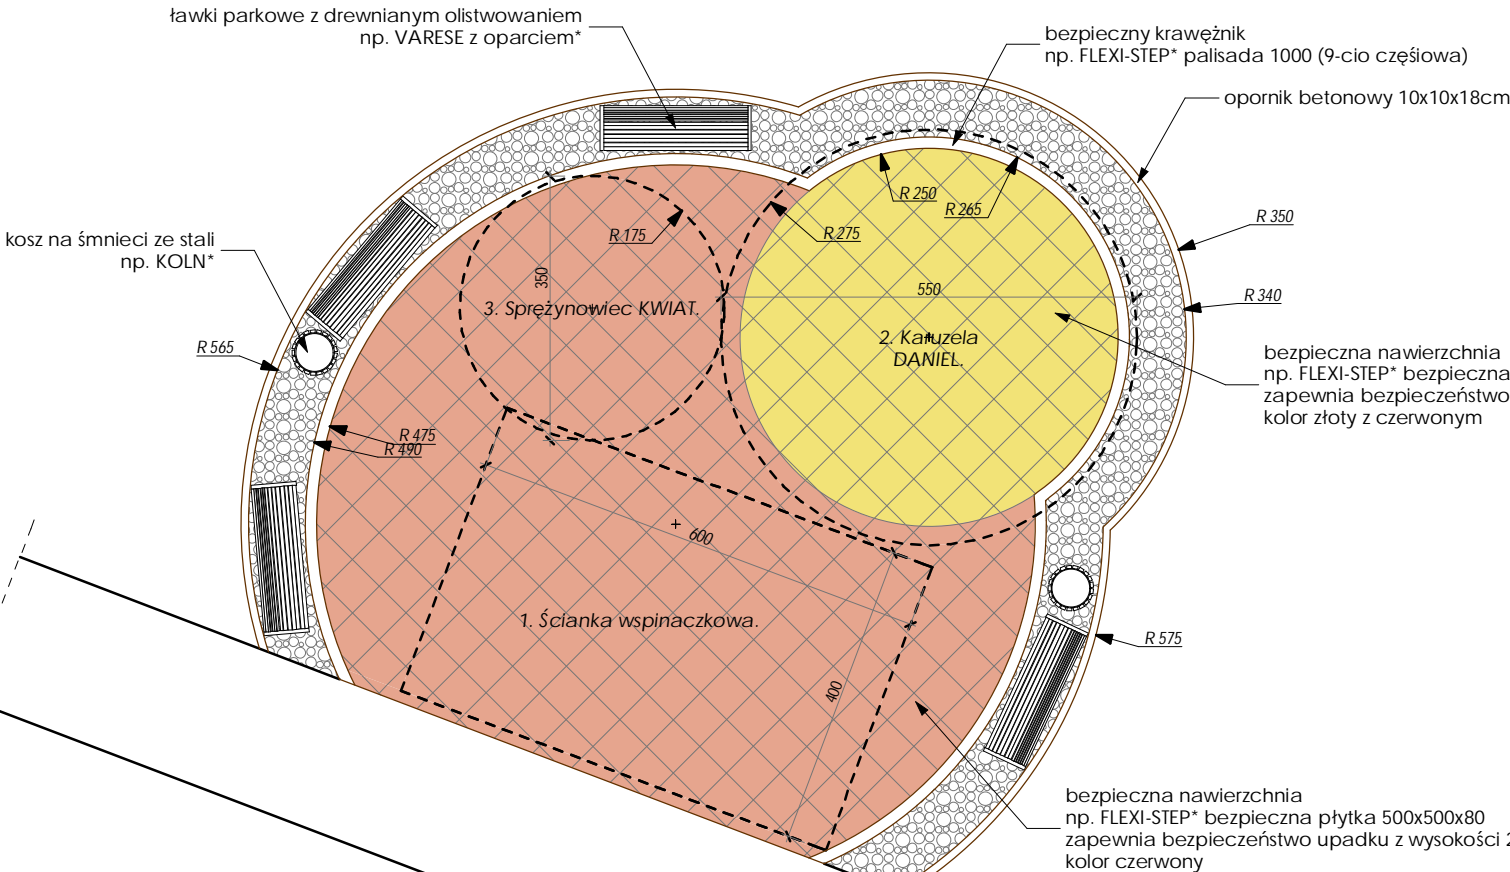 ławki parkowe z drewnianym olistwowaniem
np. VARESE z oparciem*
bezpieczny krawężnik
np. FLEXI-STEP* palisada 1000 (9-cio częśiowa)
opornik betonowy 10x10x18cm
R 250
R 265
R 350
R 175
R 275
kosz na śmnieci ze stali
np. KOLN*
350
550
R 340
3. Sprężynowiec KWIAT.
2. Karuzela
DANIEL.
R 565
bezpieczna nawierzchnia
np. FLEXI-STEP* bezpieczna
zapewnia bezpieczeństwo
kolor złoty z czerwonym
R 475
R 490
600
1. Ścianka wspinaczkowa.
R 575
400
bezpieczna nawierzchnia
np. FLEXI-STEP* bezpieczna płytka 500x500x80
zapewnia bezpieczeństwo upadku z wysokości 2
kolor czerwony